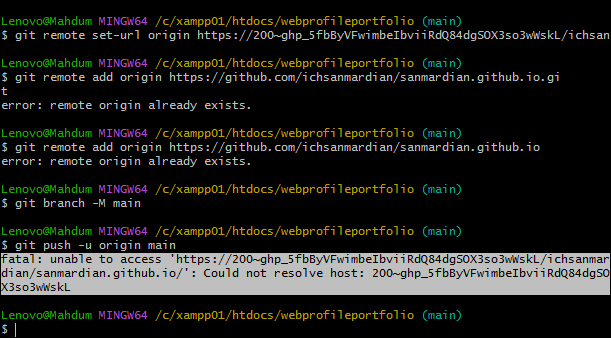 Lenovo@Mahdum MINGW64 /c/xampp01/htdocs/webprofileportfolio (main)
$ git remote set-url origin https://200~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/ichsan
Lenovo@Mahdum MINGW64 /c/xampp01/htdocs/webprofileportfolio (main)
$ git remote add origin https://github.com/ichsanmardian/sanmardian.github.io.gi
t
error: remote origin already exists.
Lenovo@Mahdum MINGW64 /c/xampp01/htdocs/webprofileportfolio (main)
$ git remote add origin https://github.com/ichsanmardian/sanmardian.github.io
error: remote origin already exists.
Lenovo@Mahdum MINGW64 /c/xampp01/htdocs/webprofileportfolio (main)
$ git branch -M main
Lenovo@Mahdum MINGW64 /c/xampp01/htdocs/webprofileportfolio (main)
$ git push -u origin main
fatal: unable to access 'https://200~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/ichsanmar
dian/sanmardian.github.io/': Could not resolve host: 200~ghp_5fbByVFwimbeIbviiRdQ84dgSO
X3so3wWskL
Lenovo@Mahdum MINGW64 /c/xampp01/htdocs/webprofileportfolio (main)
$